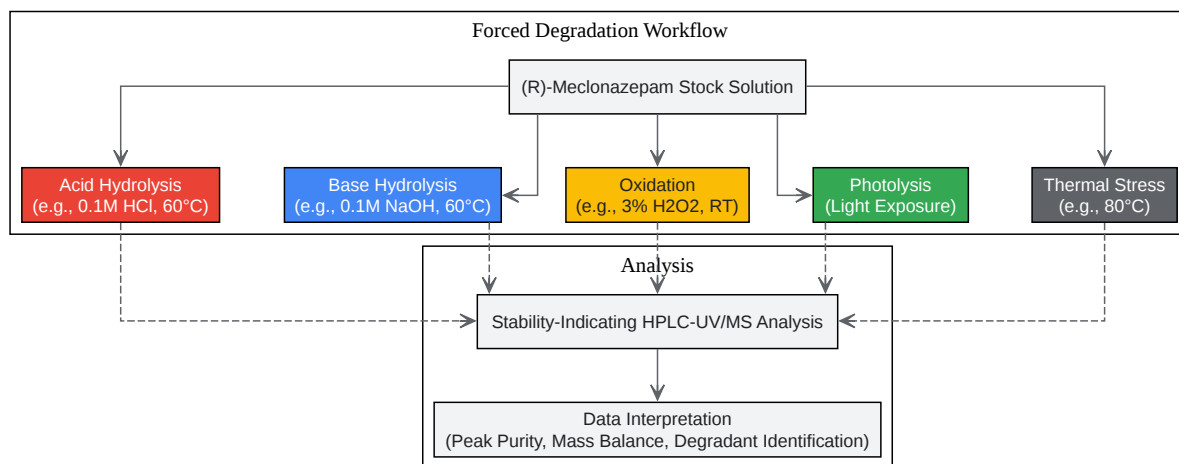 Forced Degradation Workflow
(R)-Meclonazepam Stock Solution
Acid Hydrolysis
(e.g., 0.1M HCl, 60°C)
Base Hydrolysis
(e.g., 0.1M NaOH, 60°C)
Oxidation
(e.g., 3% H2O2, RT)
Photolysis
(Light Exposure)
Thermal Stress
(e.g., 80°C)
Analysis
Stability-Indicating HPLC-UV/MS Analysis
Data Interpretation
(Peak Purity, Mass Balance, Degradant Identification)